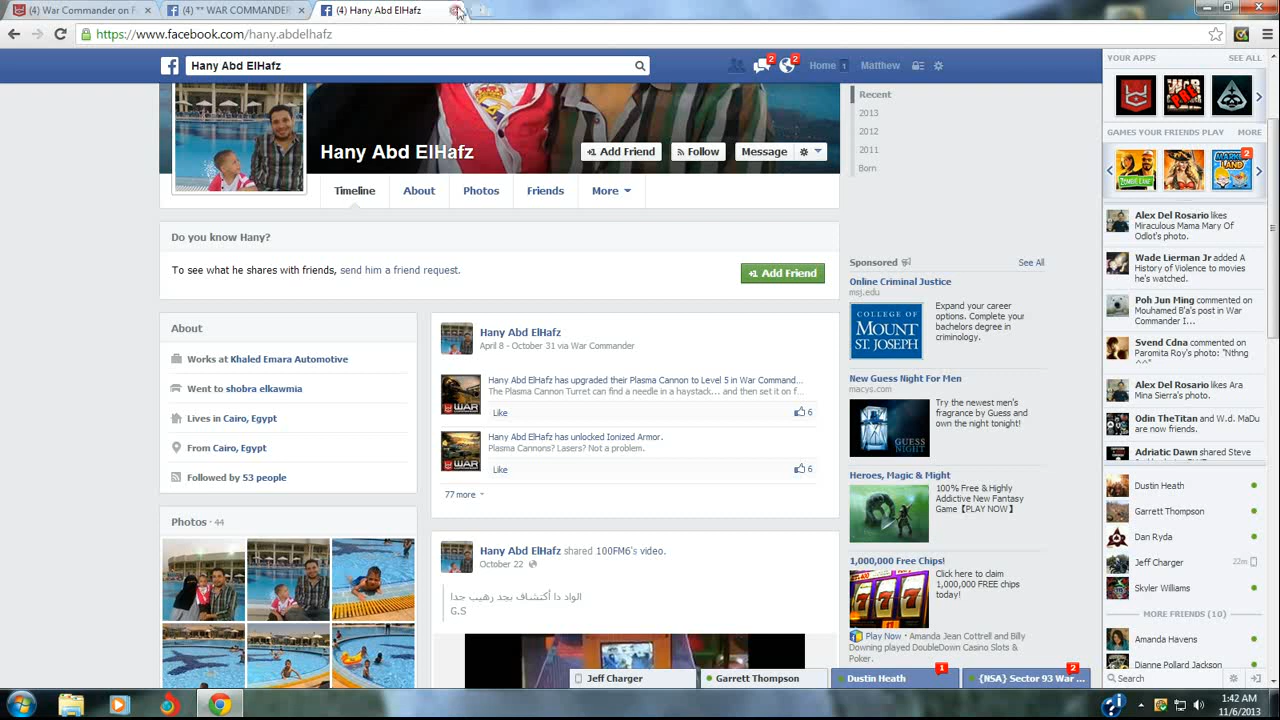 (4) War Commander on F
(4) ** WAR COMMANDER
(4) Hany Abd ElHafz
https://www.facebook.com/hany.abdelhafz
Hany Abd ElHafz
2
2
Home 1
Matthew
Hany Abd ElHafz
+1 Add Friend
Follow
Message
Timeline
About
Photos
Friends
More
Do you know Hany?
To see what he shares with friends, send him a friend request.
+1 Add Friend
About
Works at Khaled Emara Automotive
Went to shobra elkawmia
Lives in Cairo, Egypt
From Cairo, Egypt
Followed by 53 people
Photos · 44
Hany Abd ElHafz
April 8 - October 31 via War Commander
Hany Abd ElHafz has upgraded their Plasma Cannon to Level 5 in War Command...
The Plasma Cannon Turret can find a needle in a haystack... and then set it on f...
Like
6
WAR
Hany Abd ElHafz has unlocked Ionized Armor.
Plasma Cannons? Lasers? Not a problem.
Like
6
WAR
77 more
Hany Abd ElHafz shared 100FM6's video.
October 22
الواد دا أكتشاف بجد رهيب جدا
G.S
Recent
2013
2012
2011
Born
Sponsored
See All
Online Criminal Justice
msj.edu
COLLEGE OF
MOUNT
ST. JOSEPH
Expand your career
options. Complete your
bachelors degree in
criminology.
New Guess Night For Men
macys.com
GUESS
NIGHT
Try the newest men's
fragrance by Guess and
own the night tonight!
Heroes, Magic & Might
100% Free & Highly
Addictive New Fantasy
Game【PLAY NOW】
1,000,000 Free Chips!
Click here to claim
1,000,000 FREE chips
today!
Play Now · Amanda Jean Cottrell and Billy
Downing played DoubleDown Casino Slots &
Poker.
YOUR APPS
SEE ALL
GAMES YOUR FRIENDS PLAY
MORE
ZOMBIE LANE
MARKET
LAND
2
Alex Del Rosario likes
Miraculous Mama Mary Of
Odlot's photo.
Wade Lierman Jr added A
History of Violence to movies
he's watched.
Poh Jun Ming commented on
Mouhamed B'a's post in War
Commander I...
Svend Cdna commented on
Paromita Roy's photo: "Nthng
^^"
Alex Del Rosario likes Ara
Mina Sierra's photo.
Odin TheTitan and W.d. MaDu
are now friends.
Adriatic Dawn shared Steve
Dustin Heath
Garrett Thompson
Dan Ryda
Jeff Charger
22m
Skyler Williams
MORE FRIENDS (10)
Amanda Havens
Dianne Pollard Jackson
Search
Jeff Charger
Garrett Thompson
Dustin Heath
1
{NSA} Sector 93 War ...
2
1:42 AM
11/6/2013